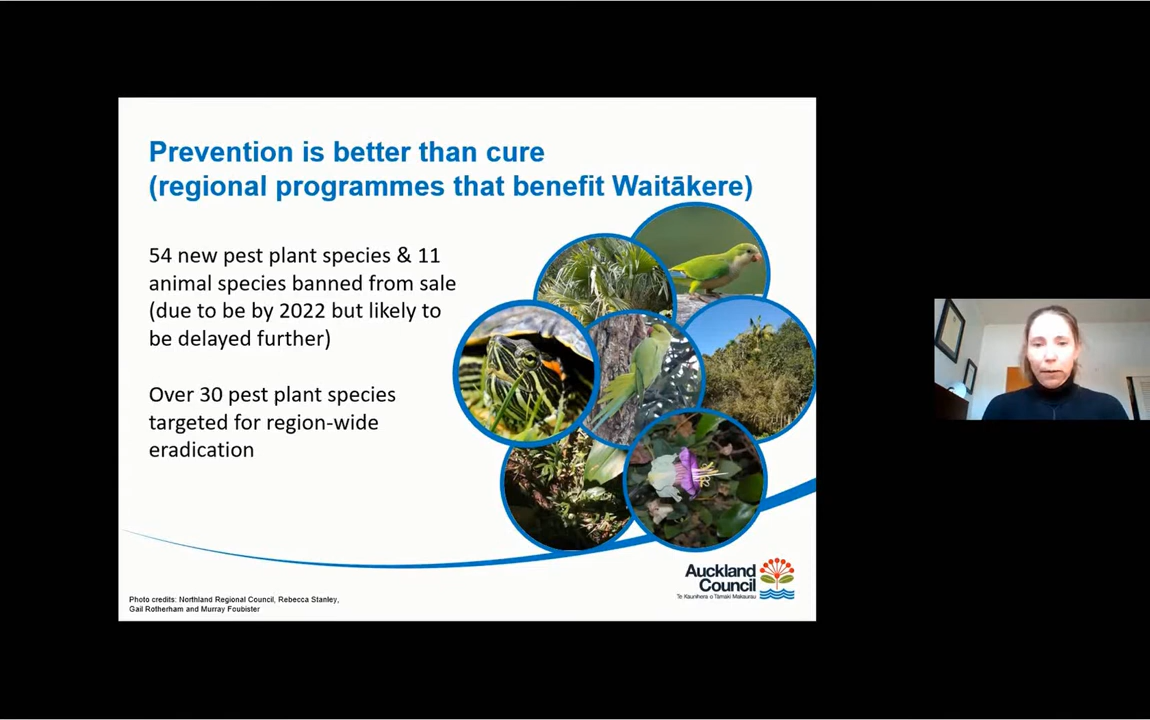 Prevention is better than cure
(regional programmes that benefit Waitākere)
54 new pest plant species & 11
animal species banned from sale
(due to be by 2022 but likely to
be delayed further)
Over 30 pest plant species
targeted for region-wide
eradication
Auckland
Council
Te Kaunihera o Tāmaki Makaurau
Photo credits: Northland Regional Council, Rebecca Stanley,
Gail Rotherham and Murray Foubister